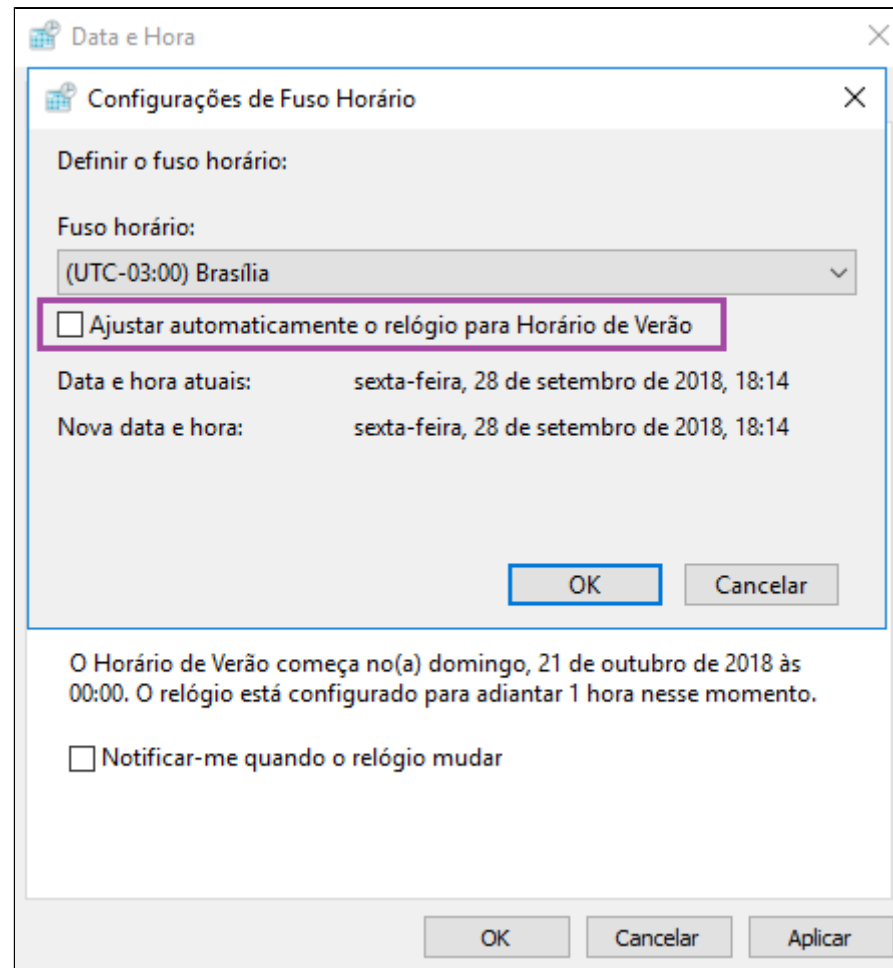 Data e Hora
Configurações de Fuso Horário
Definir o fuso horário:
Fuso horário:
(UTC-03:00) Brasília
Ajustar automaticamente o relógio para Horário de Verão
Data e hora atuais: sexta-feira, 28 de setembro de 2018, 18:14
Nova data e hora: sexta-feira, 28 de setembro de 2018, 18:14
OK Cancelar
O Horário de Verão começa no(a) domingo, 21 de outubro de 2018 às
00:00. O relógio está configurado para adiantar 1 hora nesse momento.
Notificar-me quando o relógio mudar
OK Cancelar Aplicar